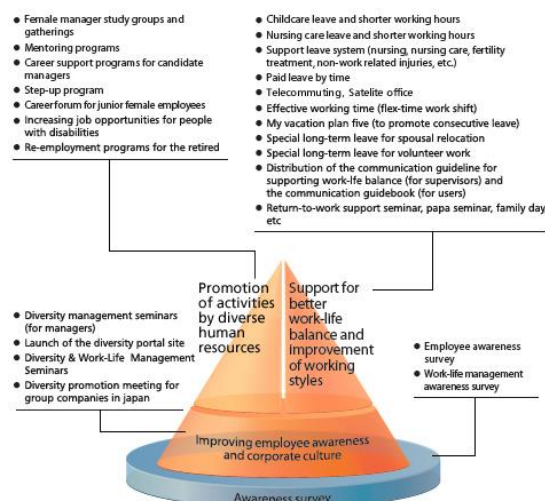 ● Female manager study groups and
gatherings
● Mentoring programs
● Career support programs for candidate
managers
● Step-up program
● Career forum for junior female employees
● Increasing job opportunities for people
with disabilities
● Re-employment programs for the retired
● Childcare leave and shorter working hours
● Nursing care leave and shorter working hours
● Support leave system (nursing, nursing care, fertility
treatment, non-work related injuries, etc.)
● Paid leave by time
● Telecommuting, Satelite office
● Effective working time (flex-time work shift)
● My vacation plan five (to promote consecutive leave)
● Special long-term leave for spousal relocation
● Special long-term leave for volunteer work
● Distribution of the communication guideline for
supporting work-lfe balance (for supervisors) and
the communication guidebook (for users)
● Return-to-work support seminar, papa seminar, family day
etc
Promotion
of activities
by diverse
human
resources
Support for
better
work-life
balance and
improvement
of working
styles
● Diversity management seminars
(for managers)
● Launch of the diversity portal site
● Diversity & Work-Life Management
Seminars
● Diversity promotion meeting for
group companies in japan
● Employee awareness
survey
● Work-life management
awareness survey
Improving employee awareness
and corporate culture
Awareness survey